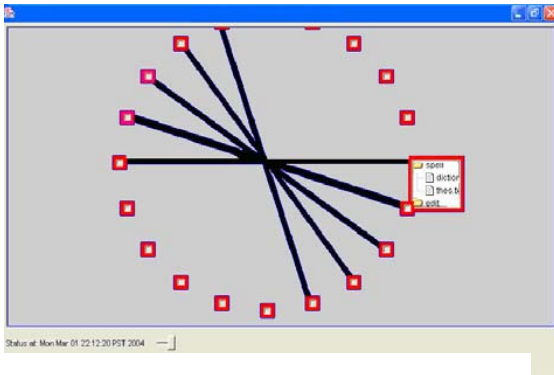 spell
diction
thes.t
edit...
Status at: Mon Mar 01 22:12:20 PST 2004